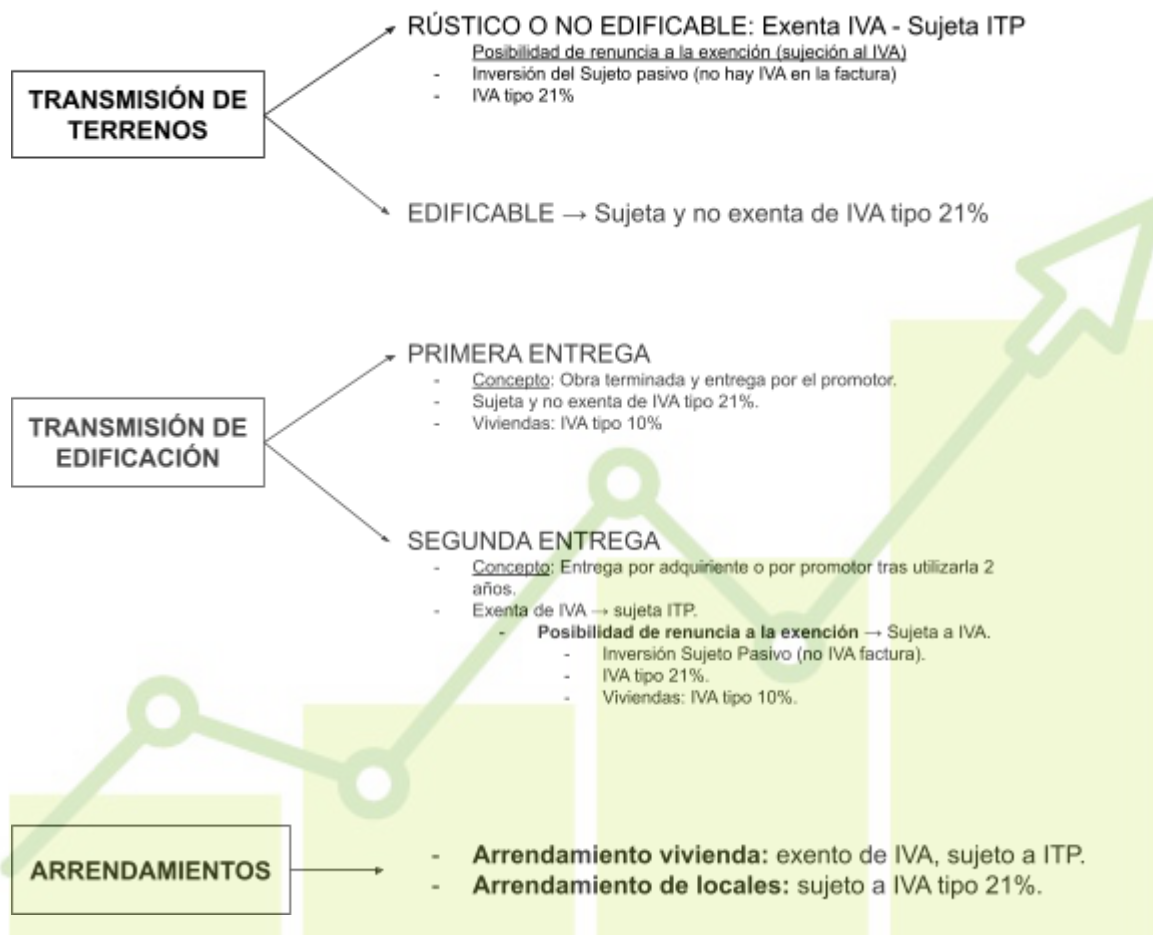 RÚSTICO O NO EDIFICABLE: Exenta IVA - Sujeta ITP
Posibilidad de renuncia a la exención (sujeción al IVA)
- Inversión del Sujeto pasivo (no hay IVA en la factura)
- IVA tipo 21%
TRANSMISIÓN DE
TERRENOS
EDIFICABLE → Sujeta y no exenta de IVA tipo 21%
PRIMERA ENTREGA
- Concepto: Obra terminada y entrega por el promotor.
- Sujeta y no exenta de IVA tipo 21%.
- Viviendas: IVA tipo 10%
TRANSMISIÓN DE
EDIFICACIÓN
SEGUNDA ENTREGA
- Concepto: Entrega por adquiriente o por promotor tras utilizarla 2
años.
- Exenta de IVA → sujeta ITP.
- Posibilidad de renuncia a la exención → Sujeta a IVA.
- Inversión Sujeto Pasivo (no IVA factura).
- IVA tipo 21%.
- Viviendas: IVA tipo 10%.
ARRENDAMIENTOS
- Arrendamiento vivienda: exento de IVA, sujeto a ITP.
- Arrendamiento de locales: sujeto a IVA tipo 21%.